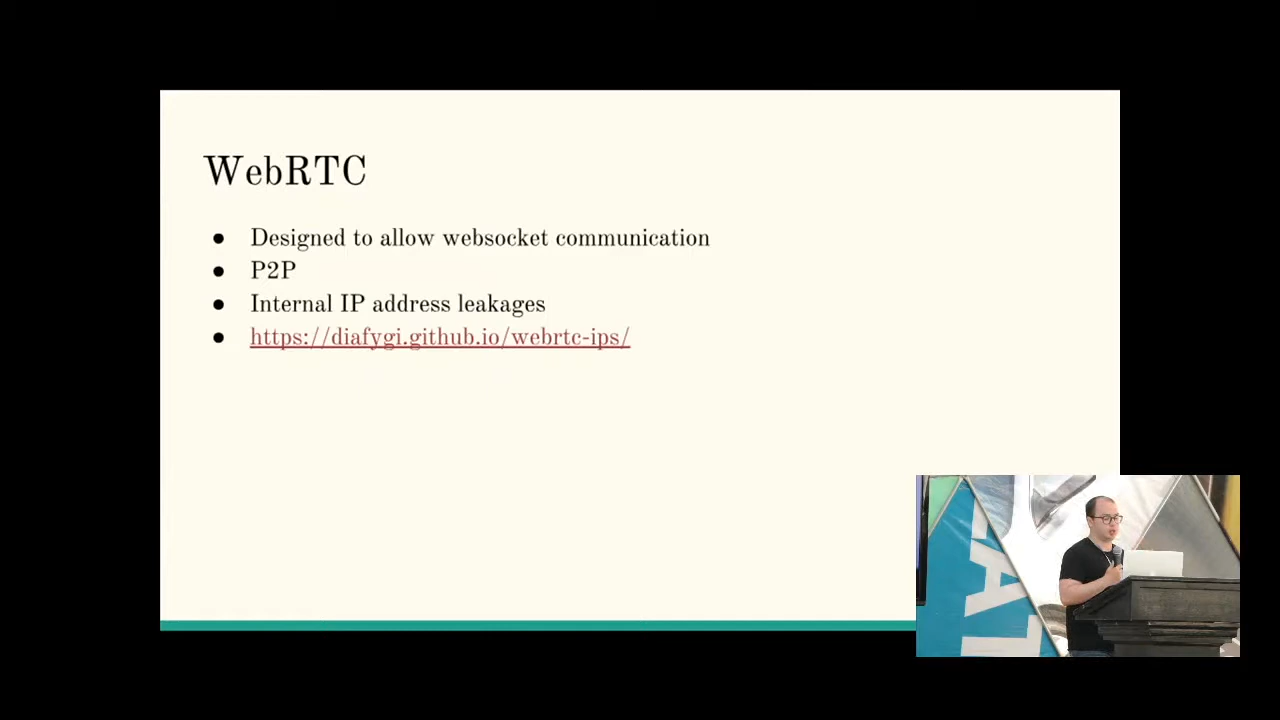 WebRTC
● Designed to allow websocket communication
● P2P
● Internal IP address leakages
● https://diafygi.github.io/webrtc-ips/